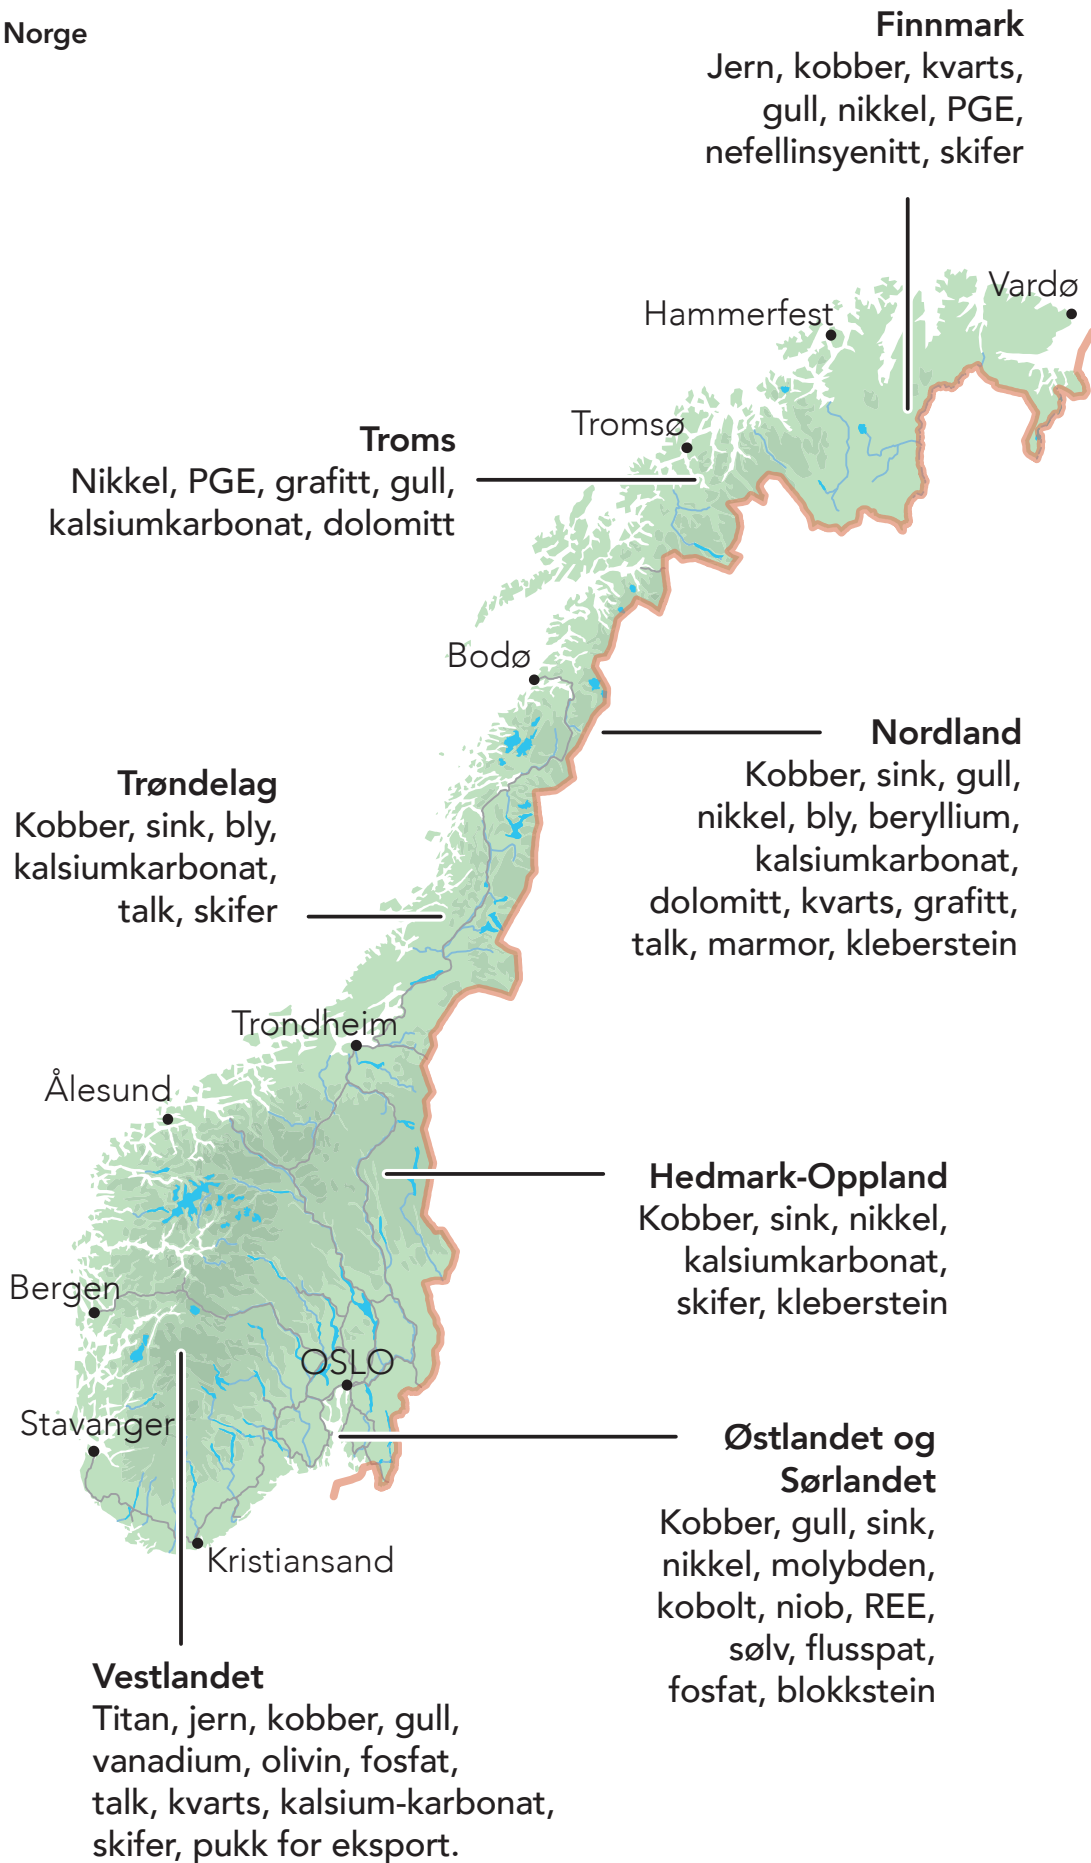 Norge
Finnmark
Jern, kobber, kvarts,
gull, nikkel, PGE,
nefellinsyenitt, skifer
Vardø
Hammerfest
Tromsø
Troms
Nikkel, PGE, grafitt, gull,
kalsiumkarbonat, dolomitt
Bodø
Nordland
Kobber, sink, gull,
nikkel, bly, beryllium,
kalsiumkarbonat,
dolomitt, kvarts, grafitt,
talk, marmor, kleberstein
Trøndelag
Kobber, sink, bly,
kalsiumkarbonat,
talk, skifer
Trondheim
Ålesund
Hedmark-Oppland
Kobber, sink, nikkel,
kalsiumkarbonat,
skifer, kleberstein
Bergen
OSLO
Stavanger
Østlandet og
Sørlandet
Kobber, gull, sink,
nikkel, molybden,
kobolt, niob, REE,
sølv, flusspat,
fosfat, blokkstein
Kristiansand
Vestlandet
Titan, jern, kobber, gull,
vanadium, olivin, fosfat,
talk, kvarts, kalsium-karbonat,
skifer, pukk for eksport.